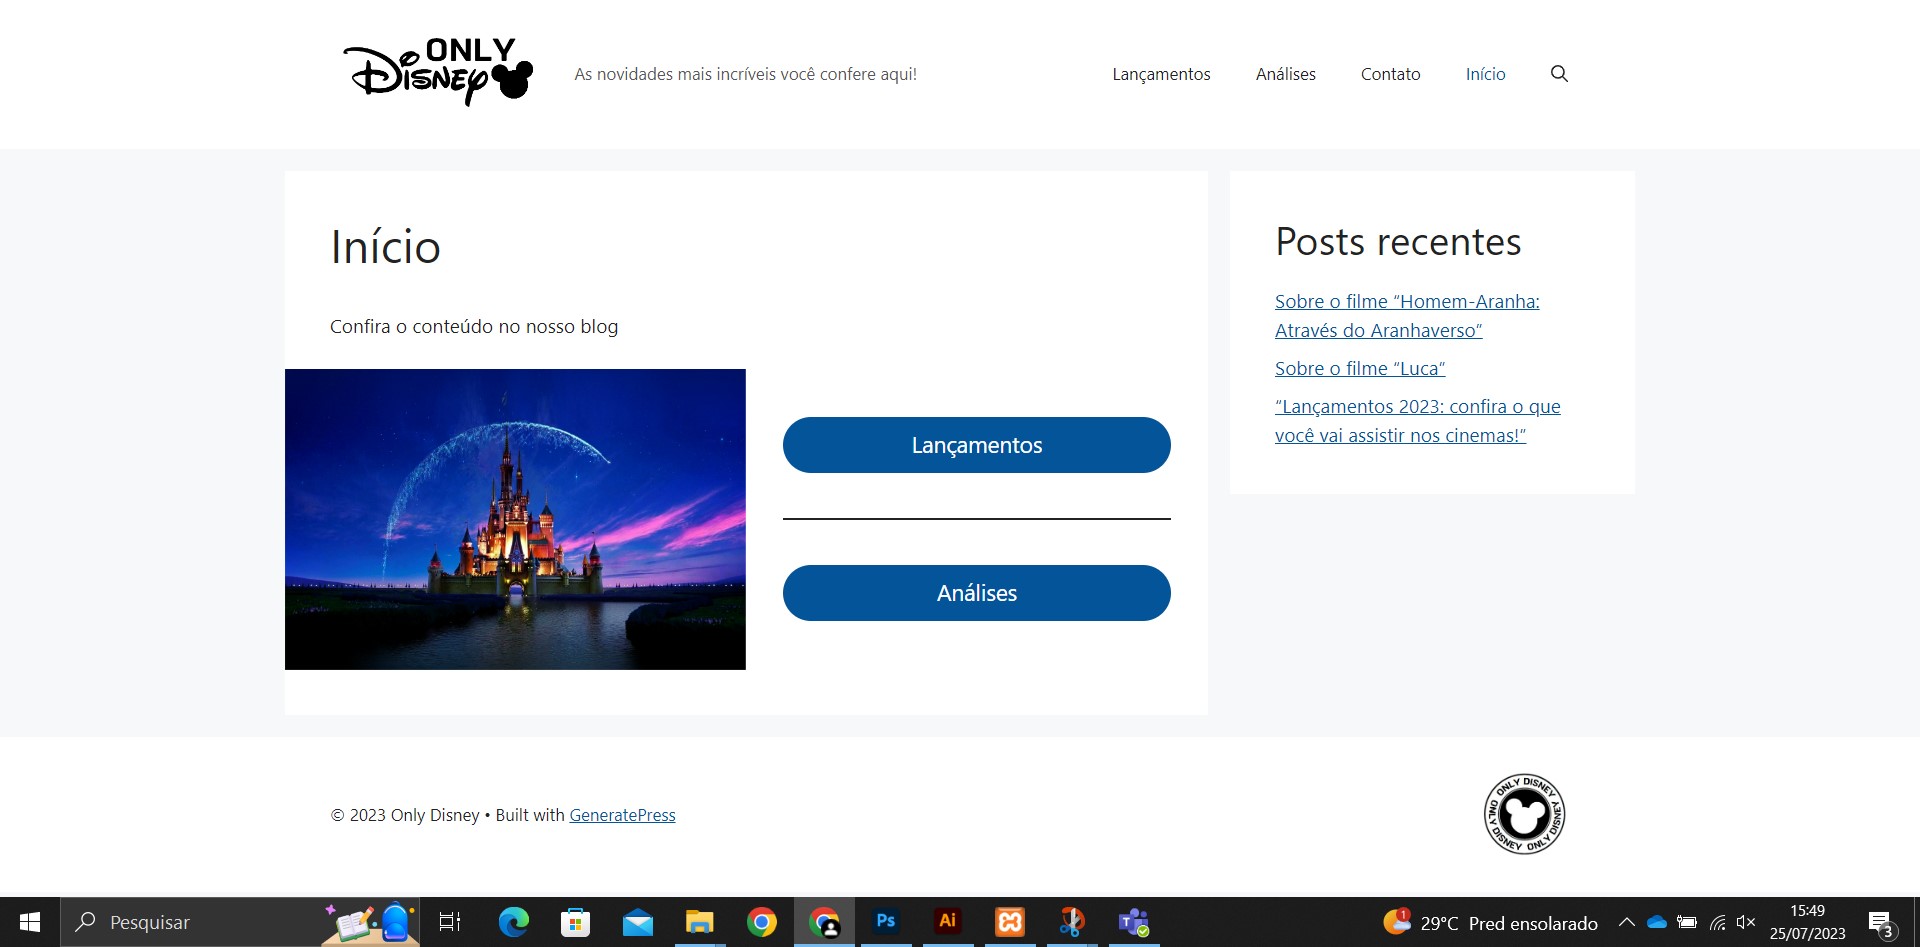 ONLY
Disney
As novidades mais incríveis você confere aqui!
Lançamentos
Análises
Contato
Início
Início
Confira o conteúdo no nosso blog
Lançamentos
Análises
Posts recentes
Sobre o filme “Homem-Aranha:
Através do Aranhaverso”
Sobre o filme “Luca”
“Lançamentos 2023: confira o que
você vai assistir nos cinemas!”
© 2023 Only Disney • Built with GeneratePress
ONLY DISNEY ONLY DISNEY ONLY DISNEY
Pesquisar
Ps
Ai
T
1
29°C Pred ensolarado
15:49
25/07/2023
3